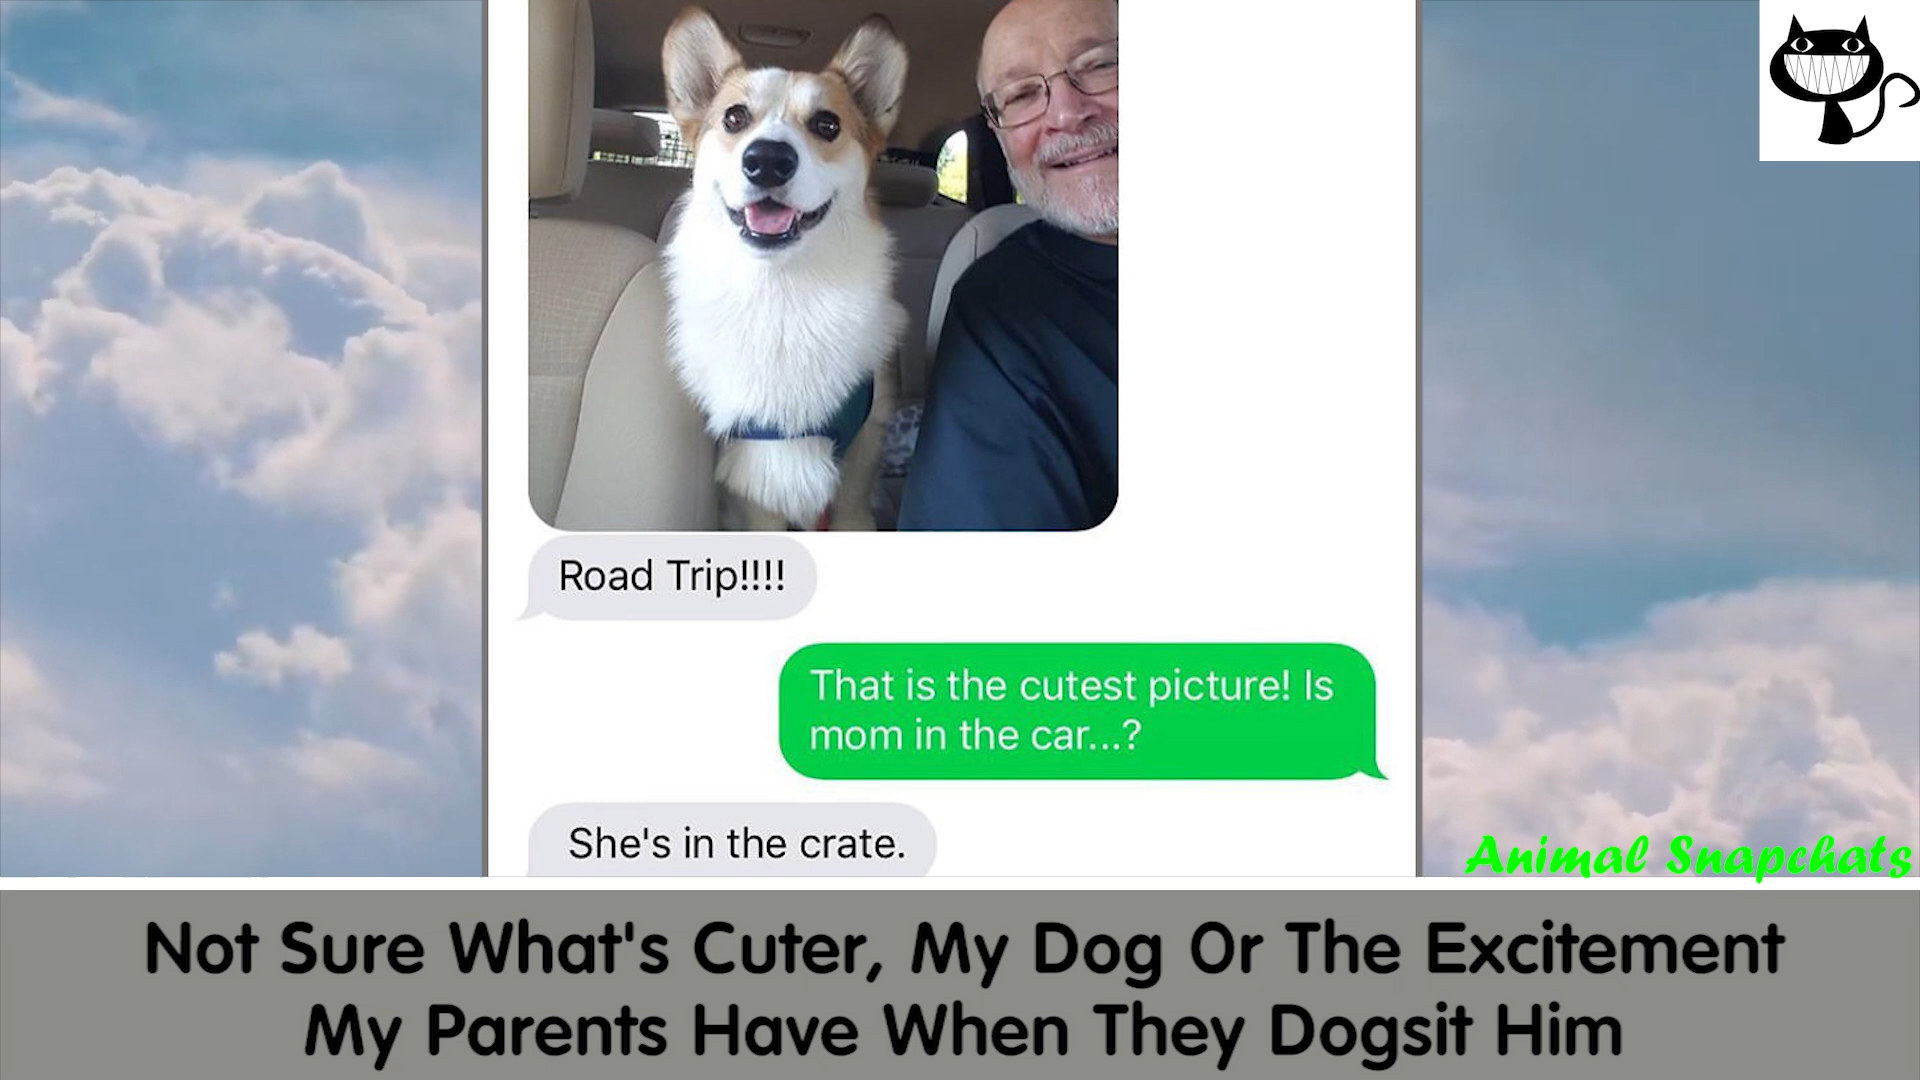 Road Trip!!!!
That is the cutest picture! Is
mom in the car...?
She's in the crate.
Animal Snapchats
Not Sure What's Cuter, My Dog Or The Excitement
My Parents Have When They Dogsit Him